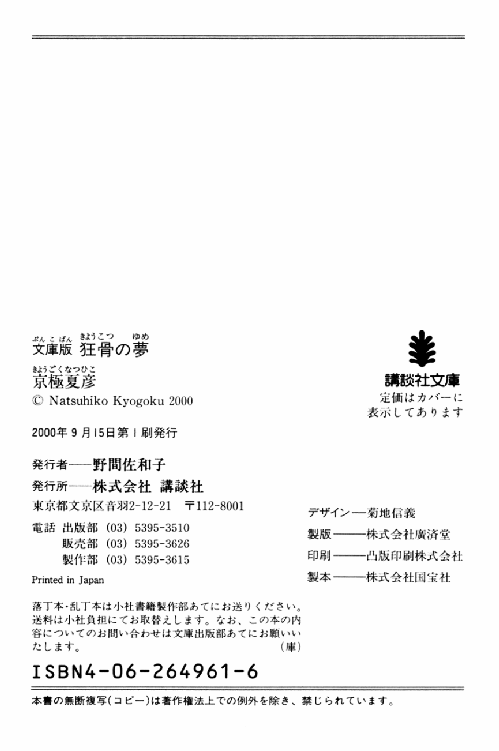 ぶんこばん きょうこつ ゆめ
文庫版 狂骨の夢
きょうごくなつひこ
京極夏彦
© Natsuhiko Kyogoku 2000
2000年9月15日第1刷発行
発行者──野間佐和子
発行所──株式会社 講談社
東京都文京区音羽2-12-21 〒112-8001
電話 出版部 (03) 5395-3510
販売部 (03) 5395-3626
製作部 (03) 5395-3615
Printed in Japan
講談社文庫
定価はカバーに
表示してあります
デザイン─菊地信義
製版───株式会社廣済堂
印刷───凸版印刷株式会社
製本───株式会社国宝社
落丁本・乱丁本は小社書籍製作部あてにお送りください。
送料は小社負担にてお取替えします。なお、この本の内
容についてのお問い合わせは文庫出版部あてにお願いい
たします。 (庫)
ISBN4-06-264961-6
本書の無断複写(コピー)は著作権法上での例外を除き、禁じられています。